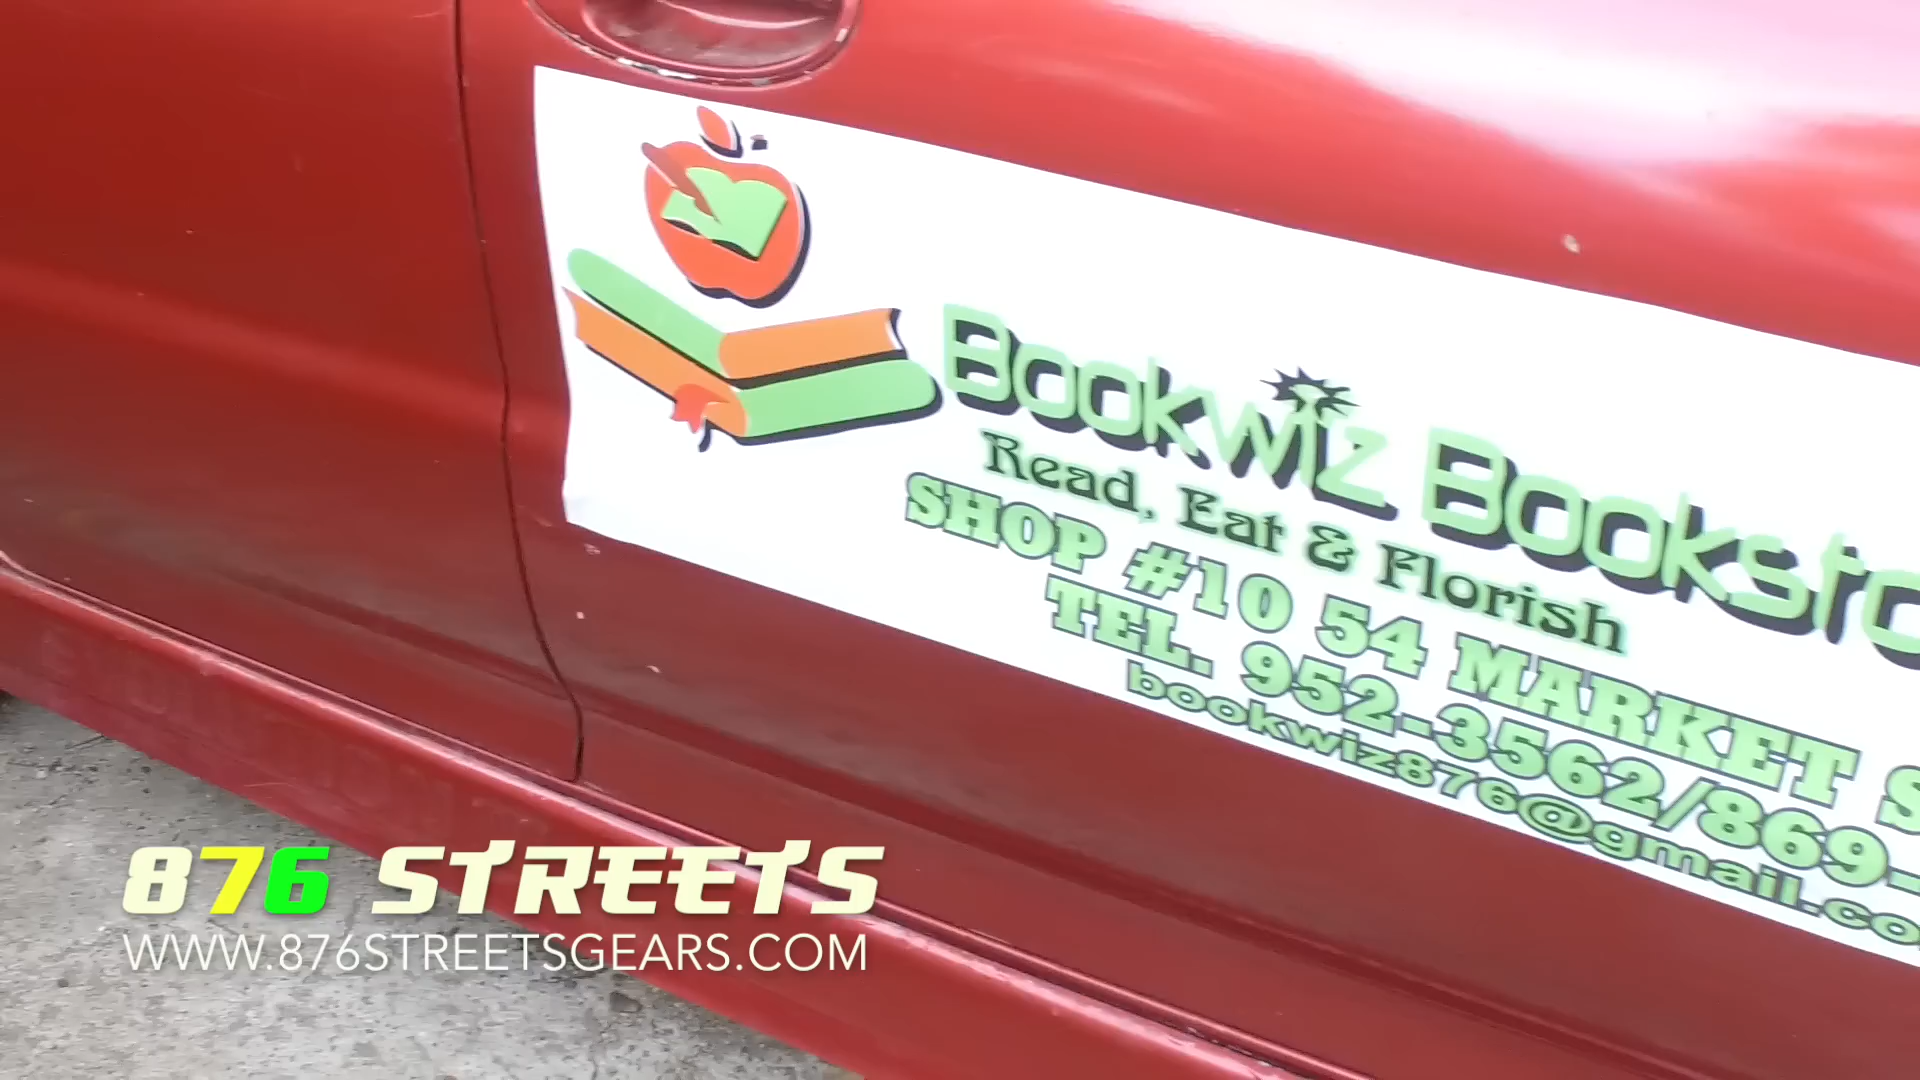 Bookwiz Booksto
Read, Eat & Florish
SHOP #10 54 MARKET S
TEL. 952-3562/869-
bookwiz876@gmail.co
876 STREETS
WWW.876STREETSGEARS.COM